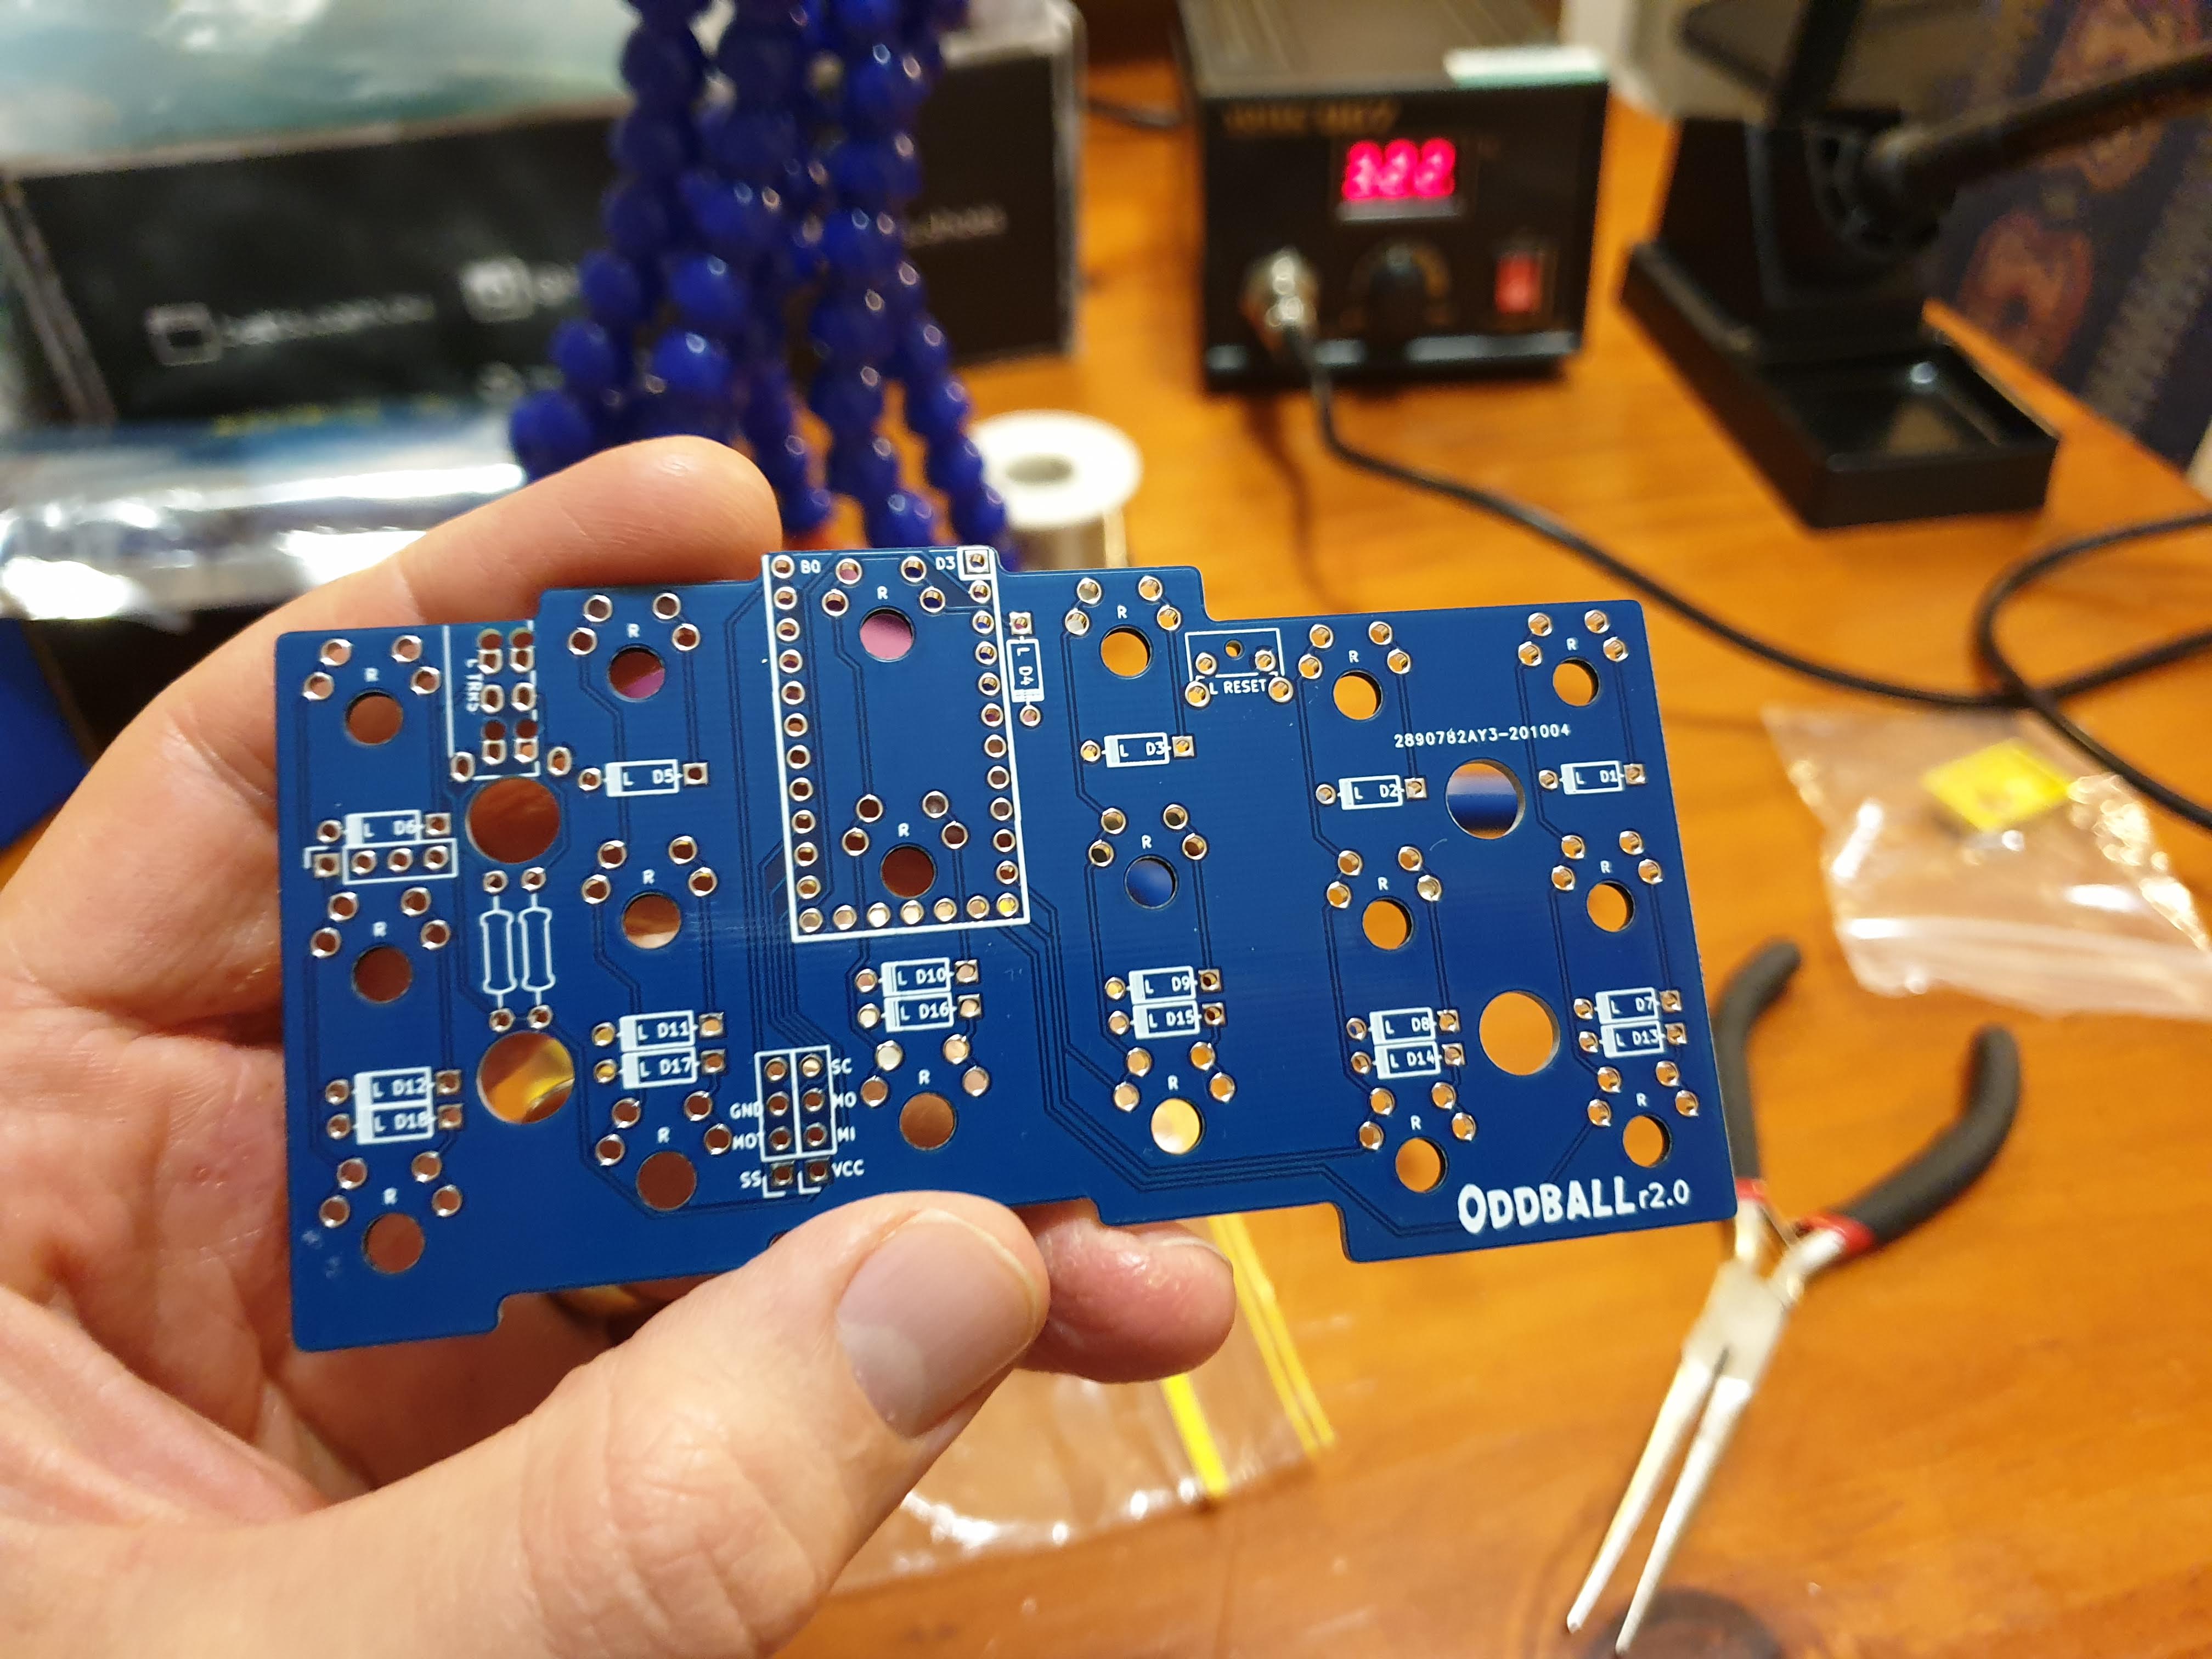 B0
D3
R
R
R
R
R
R
L TRRS
L D4
L RESET
2890782AY3-201004
L D5
L D3
L D2
L D1
L D6
R
R
R
R
R
R
L D10
L D16
L D9
L D15
L D7
L D13
L D11
L D17
L D8
L D14
L D12
L D18
SC
GND
MO
MOT
MI
SS
VCC
R
R
R
R
R
R
ODDBALL r2.0